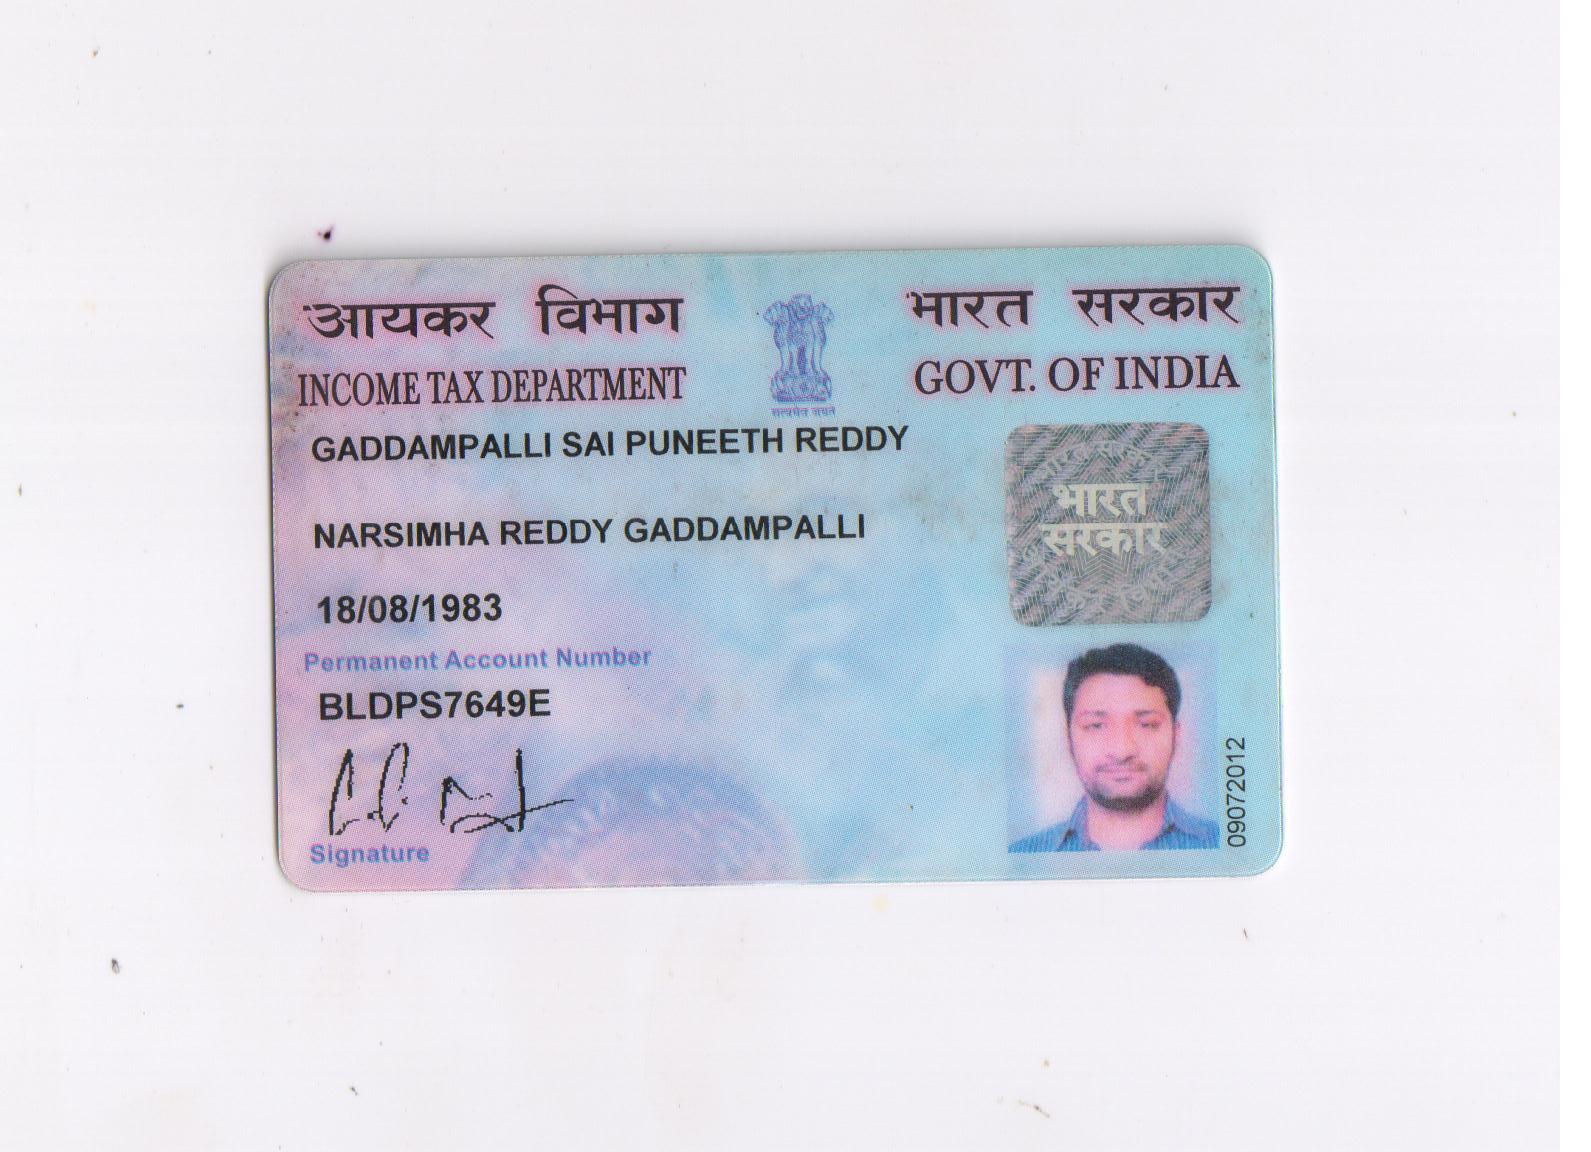 आयकर विभाग
भारत सरकार
INCOME TAX DEPARTMENT
GOVT. OF INDIA
सत्यमेव जयते
GADDAMPALLI SAI PUNEETH REDDY
NARSIMHA REDDY GADDAMPALLI
18/08/1983
Permanent Account Number
BLDPS7649E
Signature
भारत
सरकार
09072012